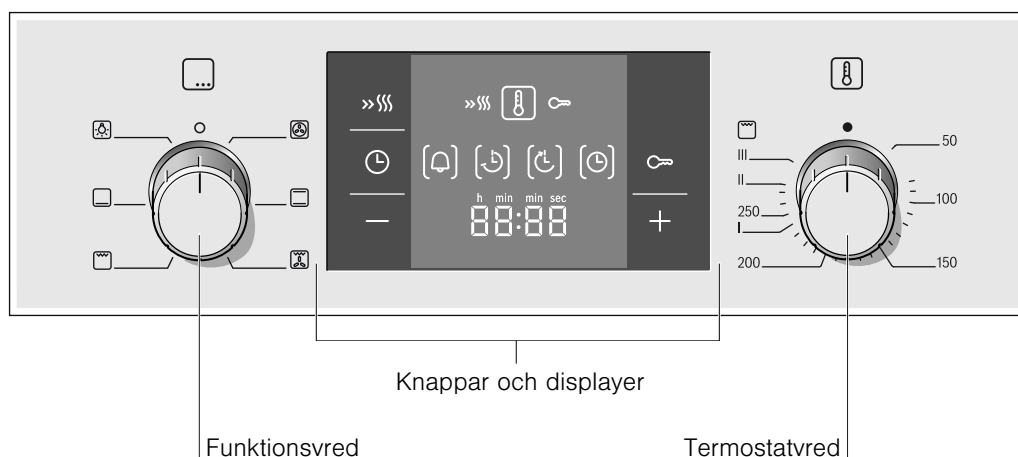 h min min sec
88:88
50
100
150
200
250
I
II
III
Knappar och displayer
Funktionsvred
Termostatvred